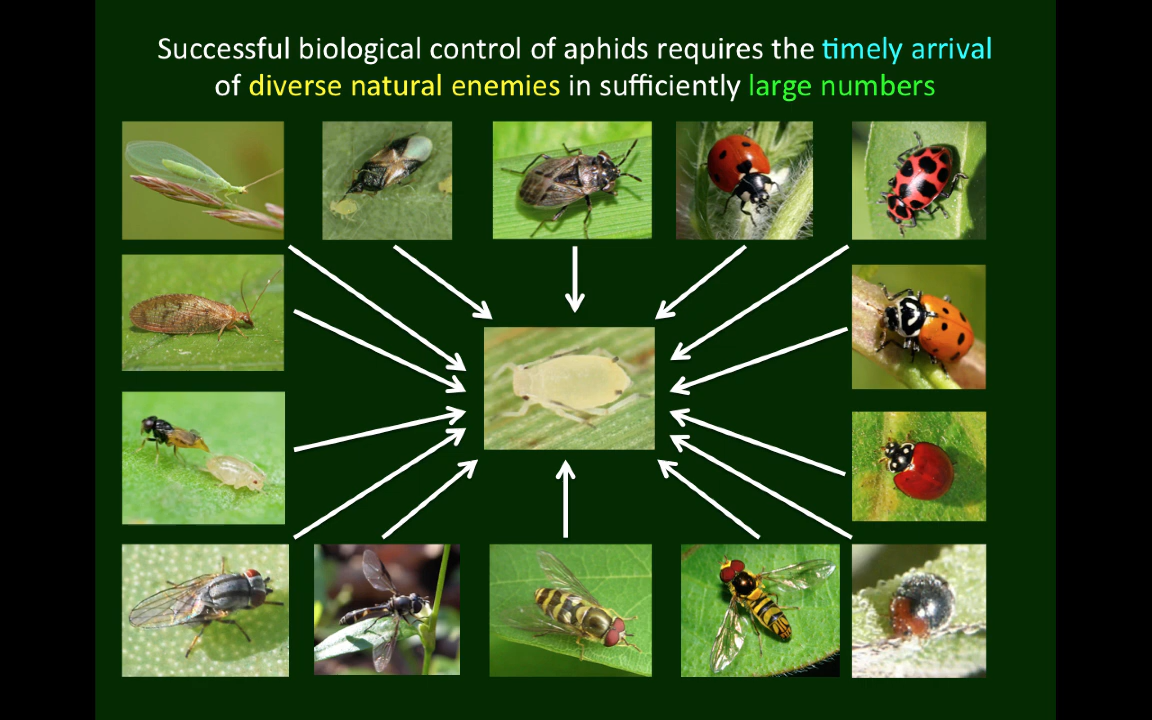 Successful biological control of aphids requires the timely arrival
of diverse natural enemies in sufficiently large numbers